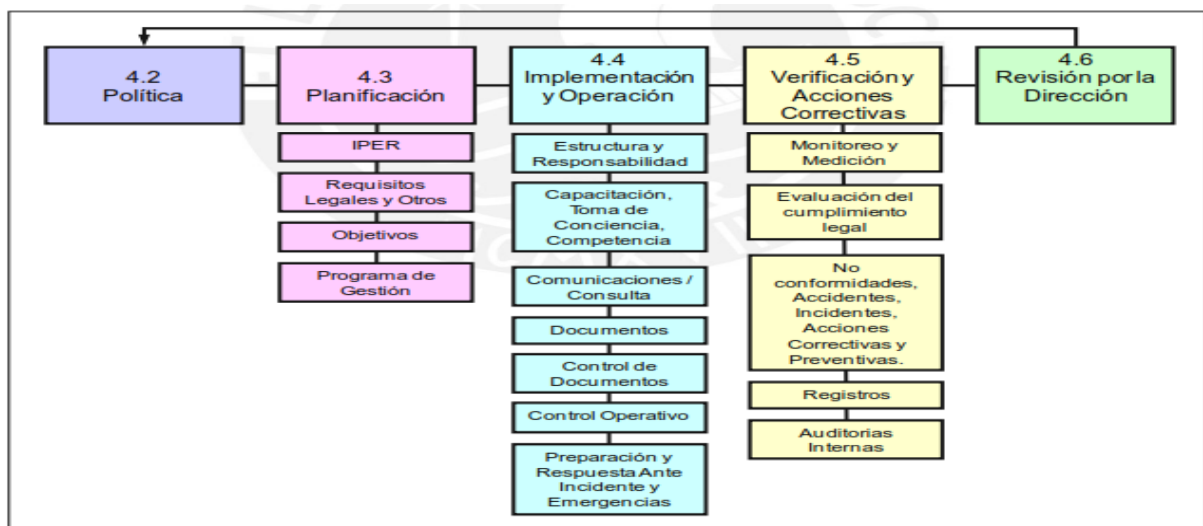 4.2
Política
4.3
Planificación
IPER
Requisitos
Legales y Otros
Objetivos
Programa de
Gestión
4.4
Implementación
y Operación
Estructura y
Responsabilidad
Capacitación,
Toma de
Conciencia,
Competencia
Comunicaciones /
Consulta
Documentos
Control de
Documentos
Control Operativo
Preparación y
Respuesta Ante
Incidente y
Emergencias
4.5
Verificación y
Acciones
Correctivas
Monitoreo y
Medición
Evaluación del
cumplimiento
legal
No
conformidades,
Accidentes,
Incidentes,
Acciones
Correctivas y
Preventivas.
Registros
Auditorias
Internas
4.6
Revisión por la
Dirección